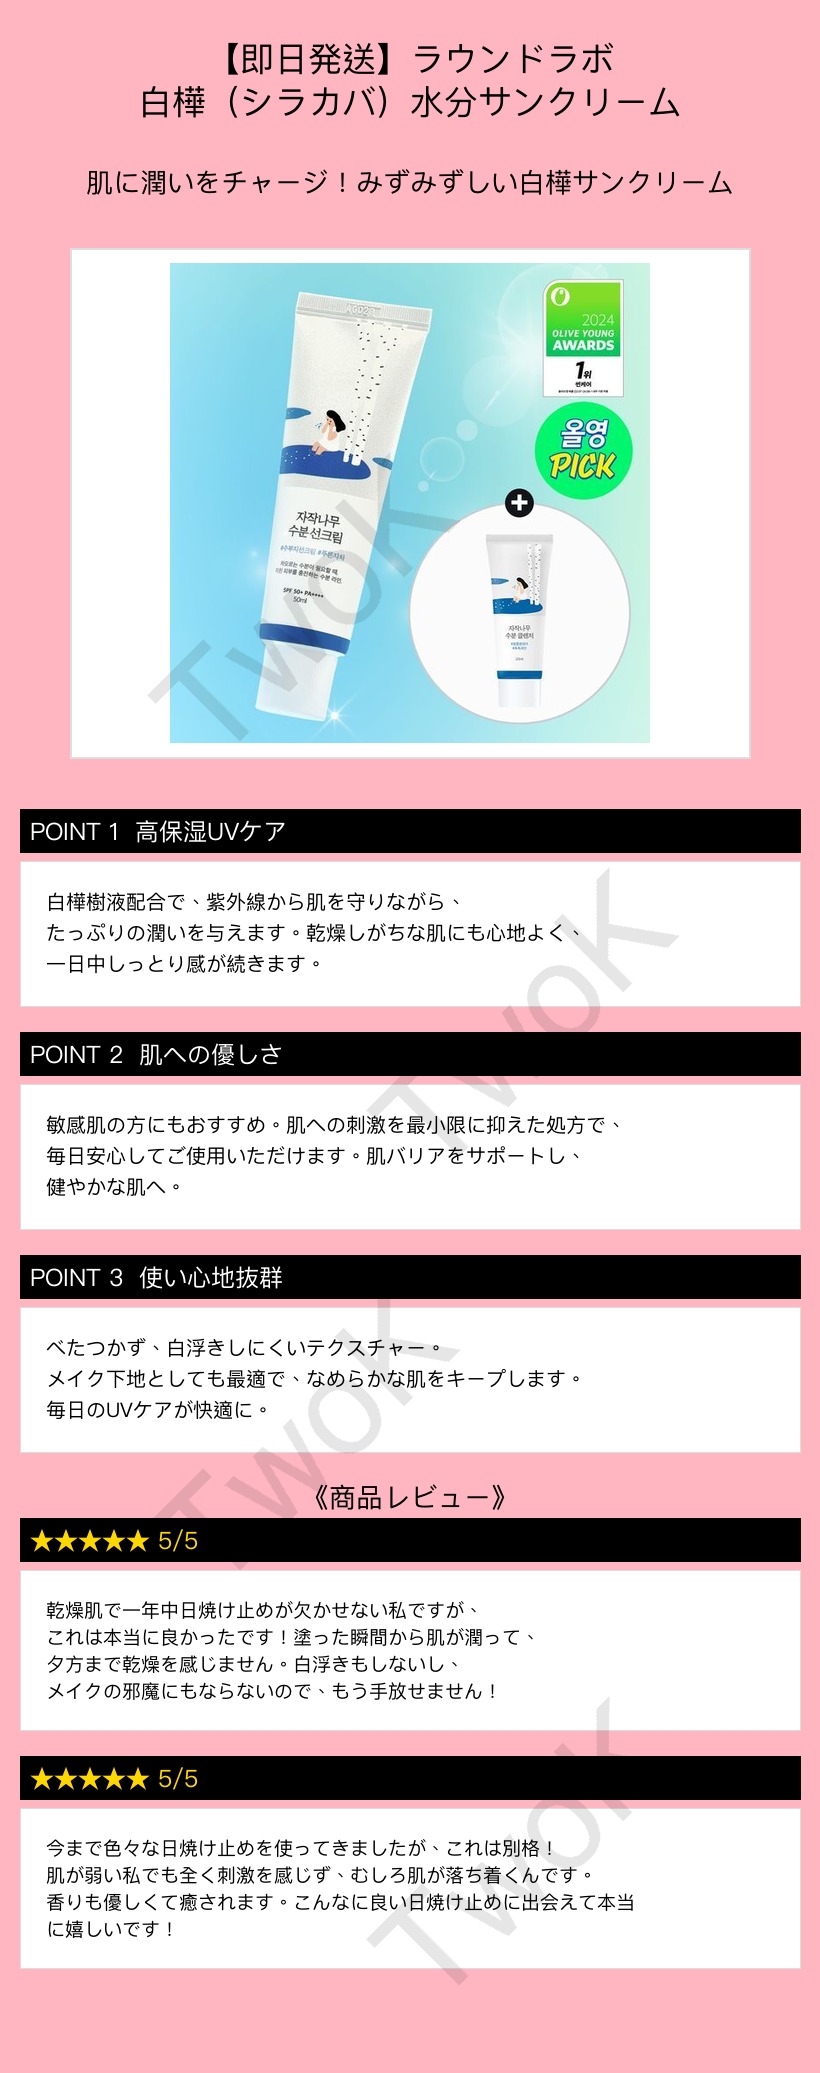 【即日発送】ラウンドラボ
白樺（シラカバ）水分サンクリーム
肌に潤いをチャージ！みずみずしい白樺サンクリーム
2024
OLIVE YOUNG
AWARDS
1위
썬케어
올영
PICK
자작나무
수분 선크림
#수부지선크림 #푸른자차
SPF 50+ PA++++
50ml
자작나무
수분 클렌저
TwoK
POINT 1 高保湿UVケア
白樺樹液配合で、紫外線から肌を守りながら、
たっぷりの潤いを与えます。乾燥しがちな肌にも心地よく、
一日中しっとり感が続きます。
TwoK
POINT 2 肌への優しさ
敏感肌の方にもおすすめ。肌への刺激を最小限に抑えた処方で、
毎日安心してご使用いただけます。肌バリアをサポートし、
健やかな肌へ。
POINT 3 使い心地抜群
べたつかず、白浮きしにくいテクスチャー。
メイク下地としても最適で、なめらかな肌をキープします。
毎日のUVケアが快適に。
TwoK
《商品レビュー》
★★★★★ 5/5
乾燥肌で一年中日焼け止めが欠かせない私ですが、
これは本当に良かったです！塗った瞬間から肌が潤って、
夕方まで乾燥を感じません。白浮きもしないし、
メイクの邪魔にもならないので、もう手放せません！
★★★★★ 5/5
今まで色々な日焼け止めを使ってきましたが、これは別格！
肌が弱い私でも全く刺激を感じず、むしろ肌が落ち着くんです。
香りも優しくて癒されます。こんなに良い日焼け止めに出会えて本当
に嬉しいです！
TwoK